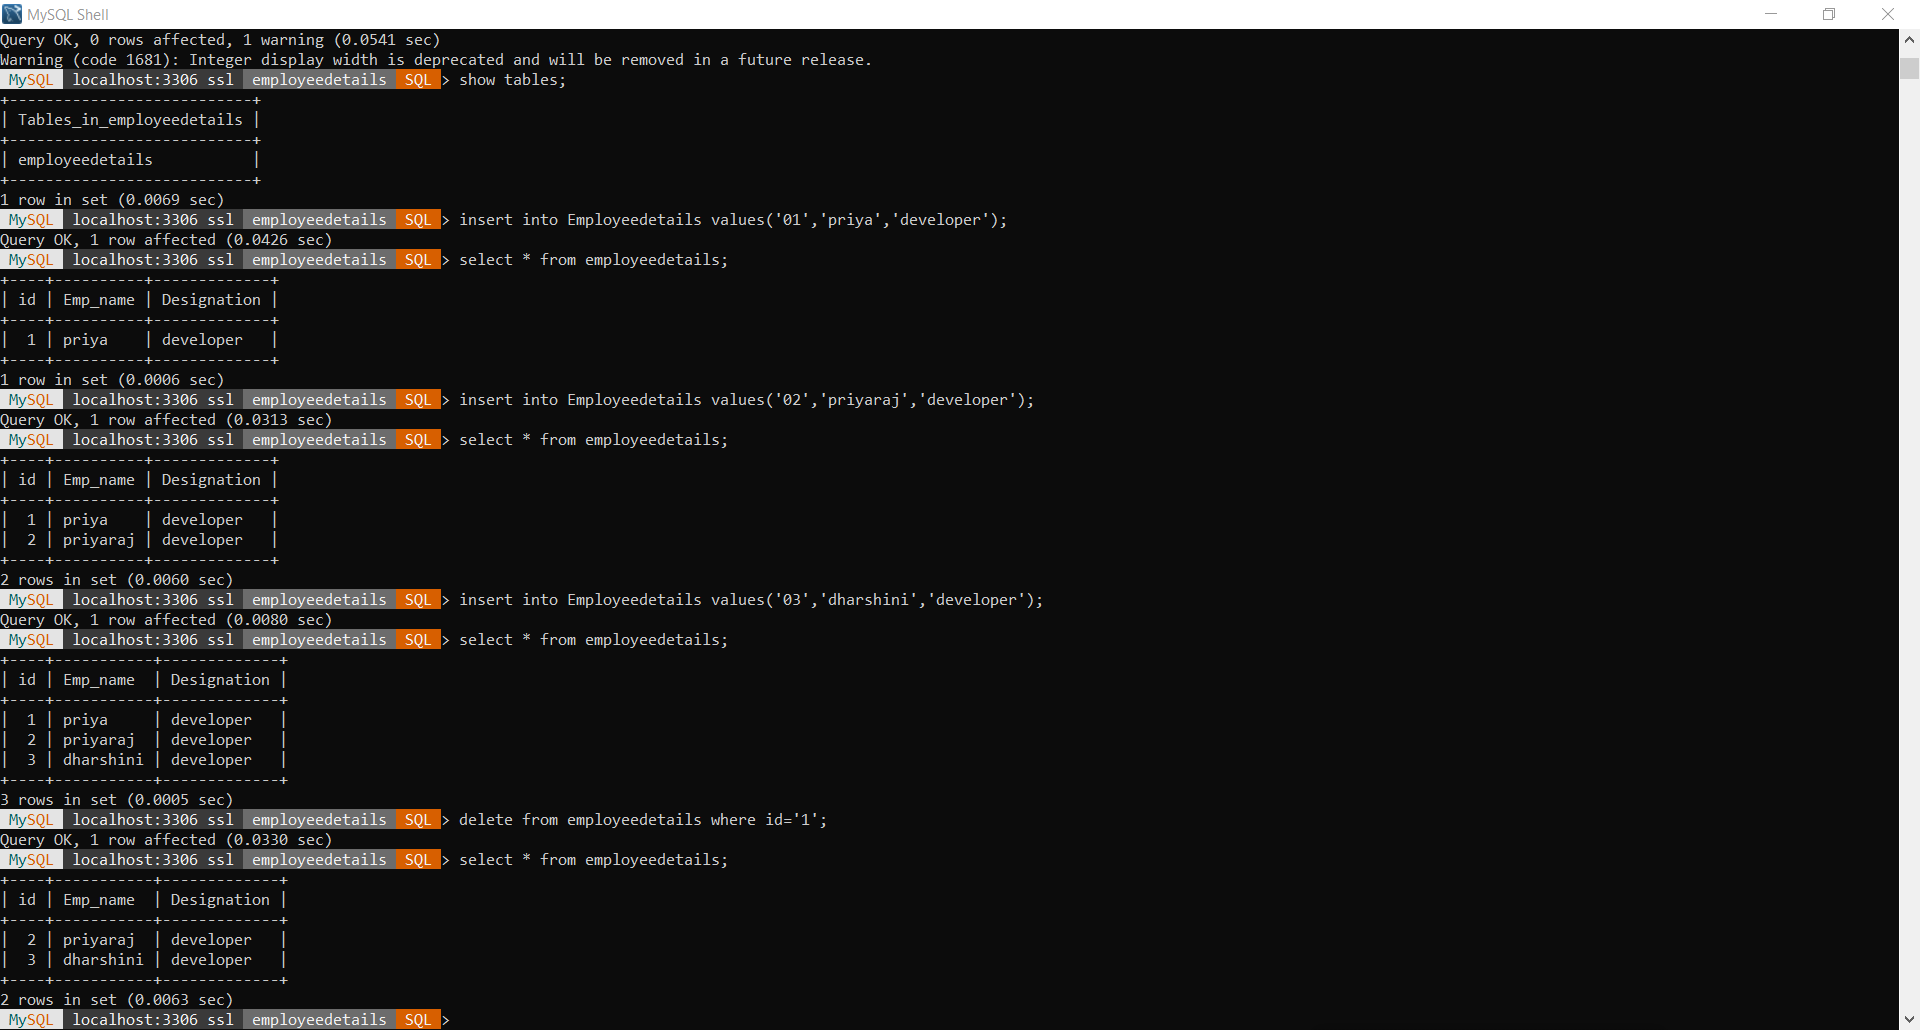 MySQL Shell
Query OK, 0 rows affected, 1 warning (0.0541 sec)
Warning (code 1681): Integer display width is deprecated and will be removed in a future release.
MySQL localhost:3306 ssl employeedetails SQL > show tables;
+---------------------------+
| Tables_in_employeedetails |
+---------------------------+
| employeedetails           |
+---------------------------+
1 row in set (0.0069 sec)
MySQL localhost:3306 ssl employeedetails SQL > insert into Employeedetails values('01','priya','developer');
Query OK, 1 row affected (0.0426 sec)
MySQL localhost:3306 ssl employeedetails SQL > select * from employeedetails;
+----+----------+-------------+
| id | Emp_name | Designation |
+----+----------+-------------+
|  1 | priya    | developer   |
+----+----------+-------------+
1 row in set (0.0006 sec)
MySQL localhost:3306 ssl employeedetails SQL > insert into Employeedetails values('02','priyaraj','developer');
Query OK, 1 row affected (0.0313 sec)
MySQL localhost:3306 ssl employeedetails SQL > select * from employeedetails;
+----+----------+-------------+
| id | Emp_name | Designation |
+----+----------+-------------+
|  1 | priya    | developer   |
|  2 | priyaraj | developer   |
+----+----------+-------------+
2 rows in set (0.0060 sec)
MySQL localhost:3306 ssl employeedetails SQL > insert into Employeedetails values('03','dharshini','developer');
Query OK, 1 row affected (0.0080 sec)
MySQL localhost:3306 ssl employeedetails SQL > select * from employeedetails;
+----+-----------+-------------+
| id | Emp_name  | Designation |
+----+-----------+-------------+
|  1 | priya     | developer   |
|  2 | priyaraj  | developer   |
|  3 | dharshini | developer   |
+----+-----------+-------------+
3 rows in set (0.0005 sec)
MySQL localhost:3306 ssl employeedetails SQL > delete from employeedetails where id='1';
Query OK, 1 row affected (0.0330 sec)
MySQL localhost:3306 ssl employeedetails SQL > select * from employeedetails;
+----+-----------+-------------+
| id | Emp_name  | Designation |
+----+-----------+-------------+
|  2 | priyaraj  | developer   |
|  3 | dharshini | developer   |
+----+-----------+-------------+
2 rows in set (0.0063 sec)
MySQL localhost:3306 ssl employeedetails SQL >